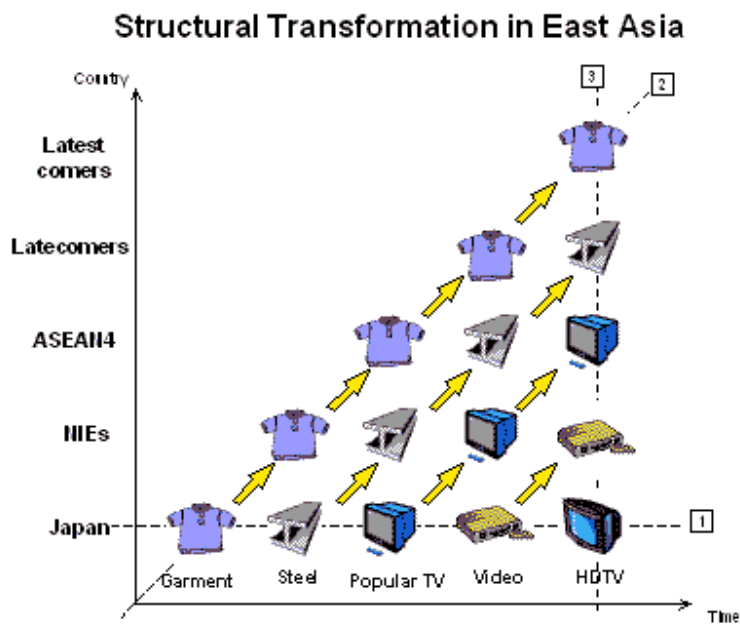 Structural Transformation in East Asia
Country
3
2
Latest
comers
Latecomers
ASEAN4
NIEs
Japan
1
Garment
Steel
Popular TV
Video
HDTV
Time